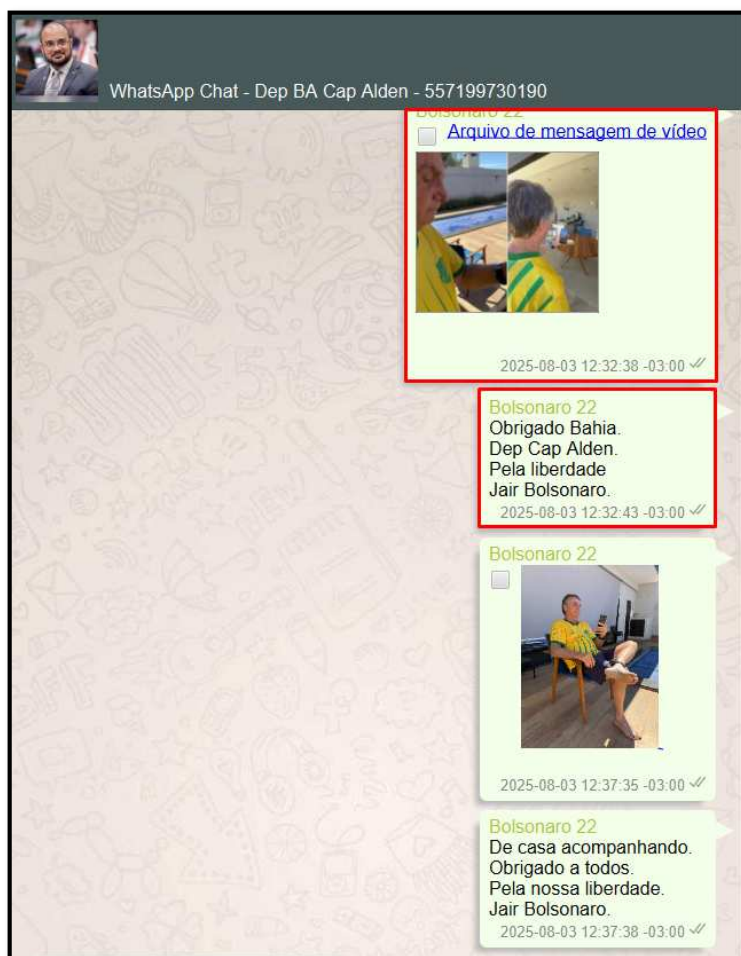 WhatsApp Chat - Dep BA Cap Alden - 557199730190
Bolsonaro 22
Arquivo de mensagem de vídeo
2025-08-03 12:32:38 -03:00
Bolsonaro 22
Obrigado Bahia.
Dep Cap Alden.
Pela liberdade
Jair Bolsonaro.
2025-08-03 12:32:43 -03:00
Bolsonaro 22
2025-08-03 12:37:35 -03:00
Bolsonaro 22
De casa acompanhando.
Obrigado a todos.
Pela nossa liberdade.
Jair Bolsonaro.
2025-08-03 12:37:38 -03:00